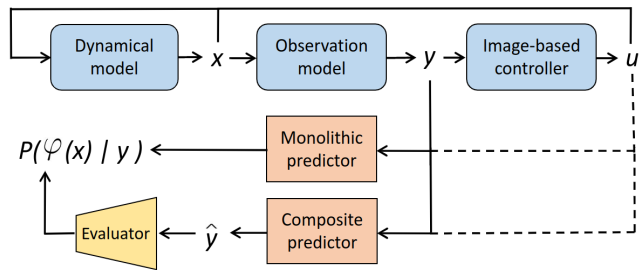 Dynamical
model
x
Observation
model
y
Image-based
controller
u
Monolithic
predictor
P(φ(x) | y )
Composite
predictor
ŷ
Evaluator